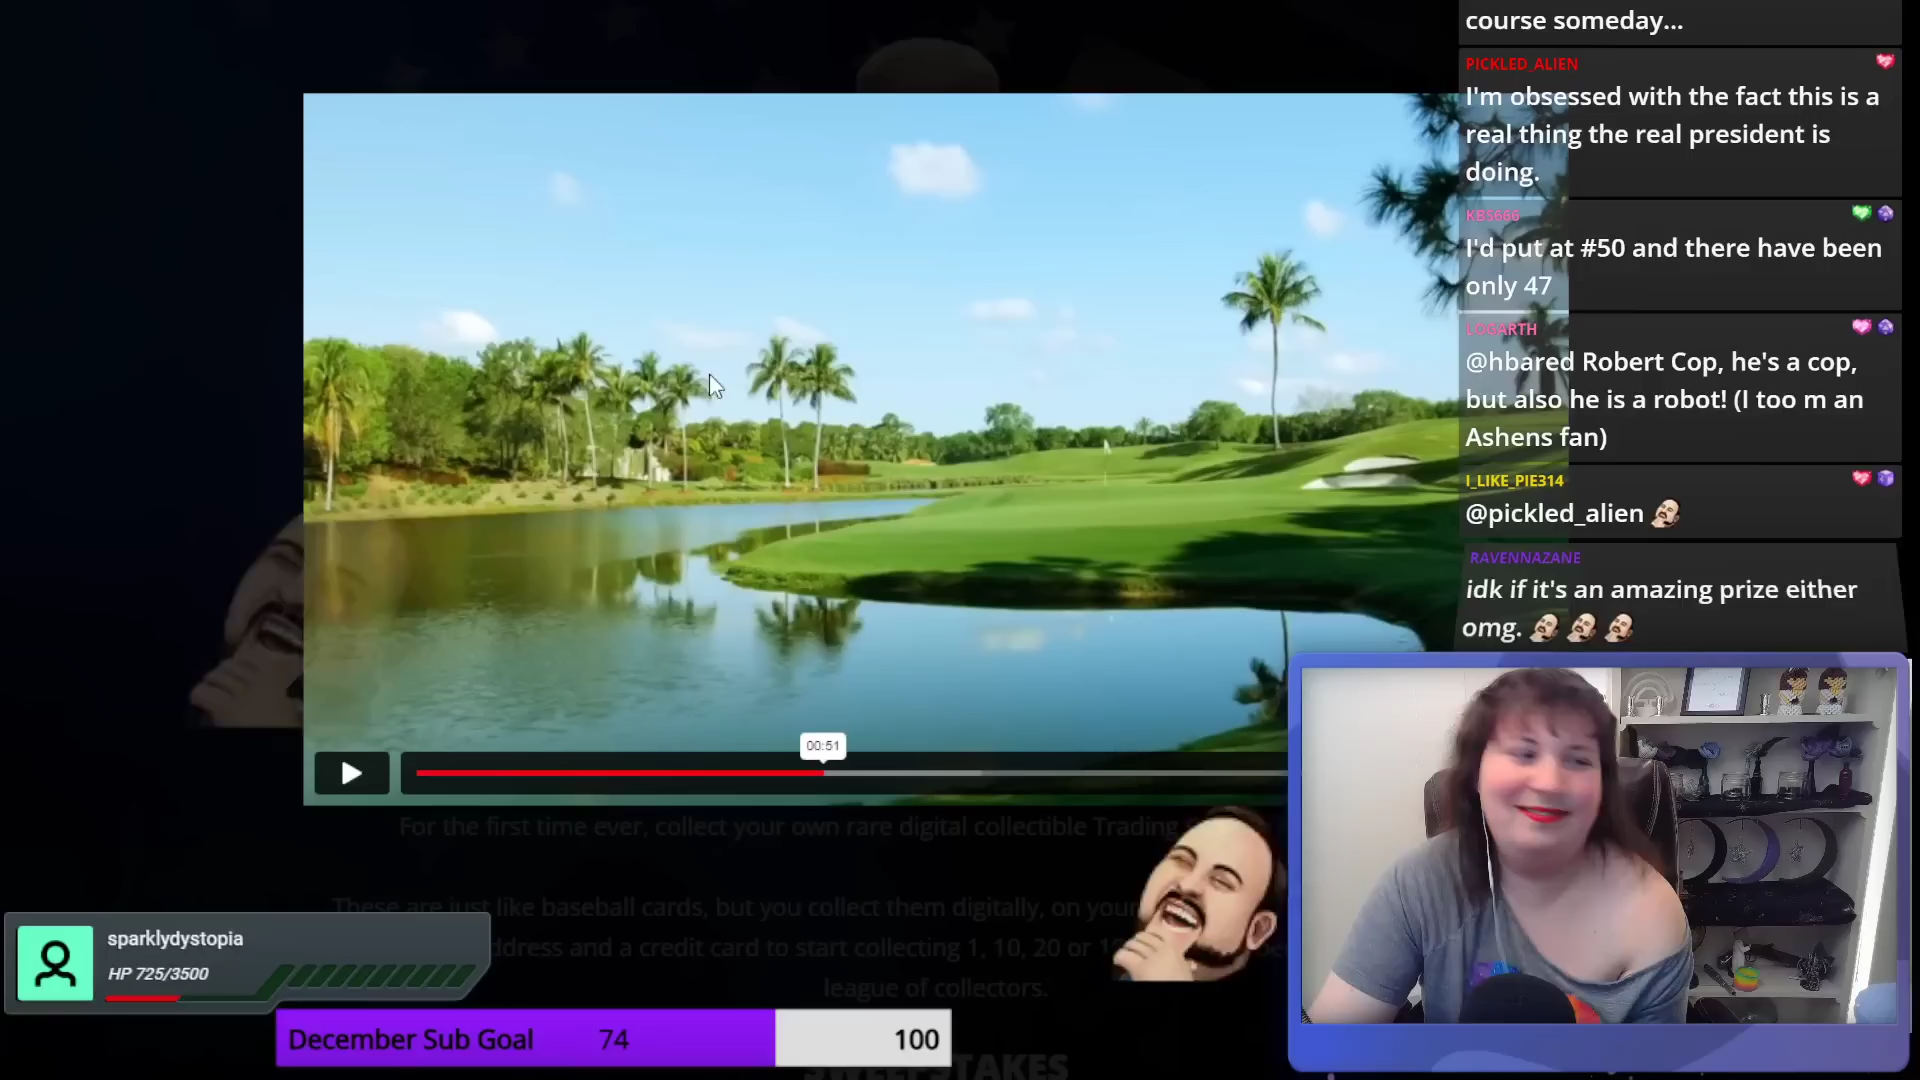 course someday...
PICKLED_ALIEN
I'm obsessed with the fact this is a
real thing the real president is
doing.
KBS666
I'd put at #50 and there have been
only 47
LOGARTH
@hbared Robert Cop, he's a cop,
but also he is a robot! (I too m an
Ashens fan)
I_LIKE_PIE314
@pickled_alien
RAVENNAZANE
idk if it's an amazing prize either
omg.
00:51
For the first time ever, collect your own rare digital collectible Trading
These are just like baseball cards, but you collect them digitally, on your
and a credit card to start collecting 1, 10, 20 or
league of collectors.
sparklydystopia
HP 725/3500
December Sub Goal 74 100